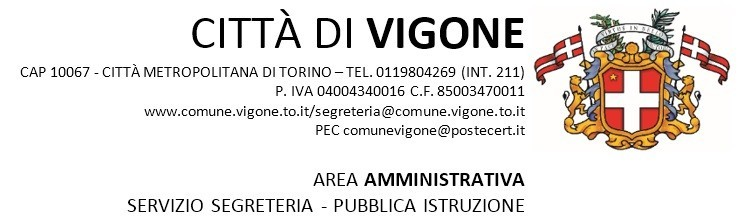 CITTÀ DI VIGONE
CAP 10067 - CITTÀ METROPOLITANA DI TORINO – TEL. 0119804269 (INT. 211)
P. IVA 04004340016 C.F. 85003470011
www.comune.vigone.to.it/segreteria@comune.vigone.to.it
PEC comunevigone@postecert.it
AREA AMMINISTRATIVA
SERVIZIO SEGRETERIA - PUBBLICA ISTRUZIONE